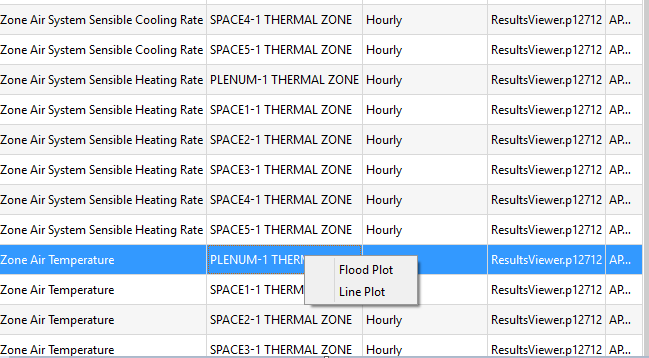 Zone Air System Sensible Cooling Rate SPACE4-1 THERMAL ZONE Hourly ResultsViewer.p12712 AP...
Zone Air System Sensible Cooling Rate SPACE5-1 THERMAL ZONE Hourly ResultsViewer.p12712 AP...
Zone Air System Sensible Heating Rate PLENUM-1 THERMAL ZONE Hourly ResultsViewer.p12712 AP...
Zone Air System Sensible Heating Rate SPACE1-1 THERMAL ZONE Hourly ResultsViewer.p12712 AP...
Zone Air System Sensible Heating Rate SPACE2-1 THERMAL ZONE Hourly ResultsViewer.p12712 AP...
Zone Air System Sensible Heating Rate SPACE3-1 THERMAL ZONE Hourly ResultsViewer.p12712 AP...
Zone Air System Sensible Heating Rate SPACE4-1 THERMAL ZONE Hourly ResultsViewer.p12712 AP...
Zone Air System Sensible Heating Rate SPACE5-1 THERMAL ZONE Hourly ResultsViewer.p12712 AP...
Zone Air Temperature PLENUM-1 ResultsViewer.p12712 AP...
Flood Plot
Zone Air Temperature SPACE1-1 ResultsViewer.p12712 AP...
Line Plot
Zone Air Temperature SPACE2-1 THERMAL ZONE Hourly ResultsViewer.p12712 AP...
Zone Air Temperature SPACE3-1 THERMAL ZONE Hourly ResultsViewer.p12712 AP...